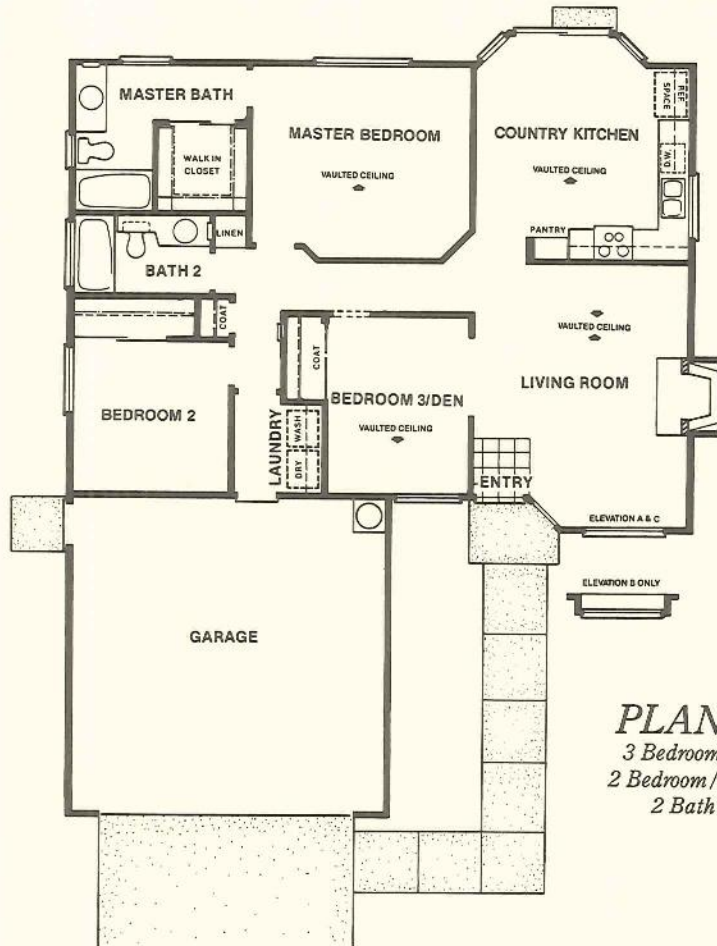 MASTER BATH
WALK IN
CLOSET
MASTER BEDROOM
VAULTED CEILING
COUNTRY KITCHEN
VAULTED CEILING
REF
SPACE
D.W.
PANTRY
LINEN
BATH 2
COAT
VAULTED CEILING
LIVING ROOM
COAT
BEDROOM 3/DEN
VAULTED CEILING
BEDROOM 2
LAUNDRY
WASH
DRY
ENTRY
ELEVATION A & C
ELEVATION B ONLY
GARAGE
PLAN
3 Bedroom
2 Bedroom/
2 Bath